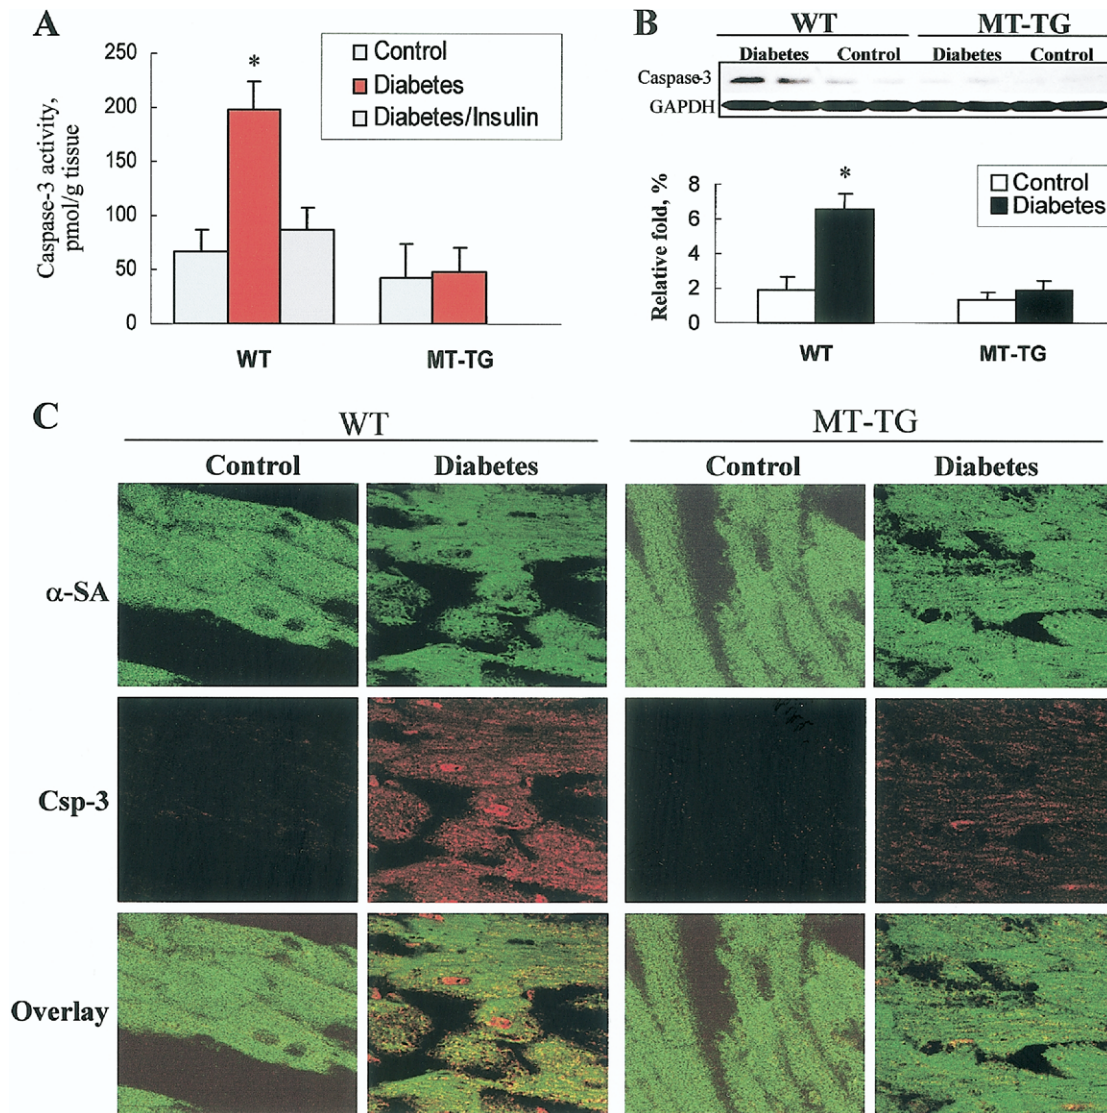 A
Caspase-3 activity,
pmol/g tissue
250
200
150
100
50
0
*
Control
Diabetes
Diabetes/Insulin
WT
MT-TG
B
WT MT-TG
Diabetes Control Diabetes Control
Caspase-3
GAPDH
Relative fold, %
8
6
4
2
0
*
Control
Diabetes
WT
MT-TG
C
WT MT-TG
Control Diabetes Control Diabetes
α-SA
Csp-3
Overlay